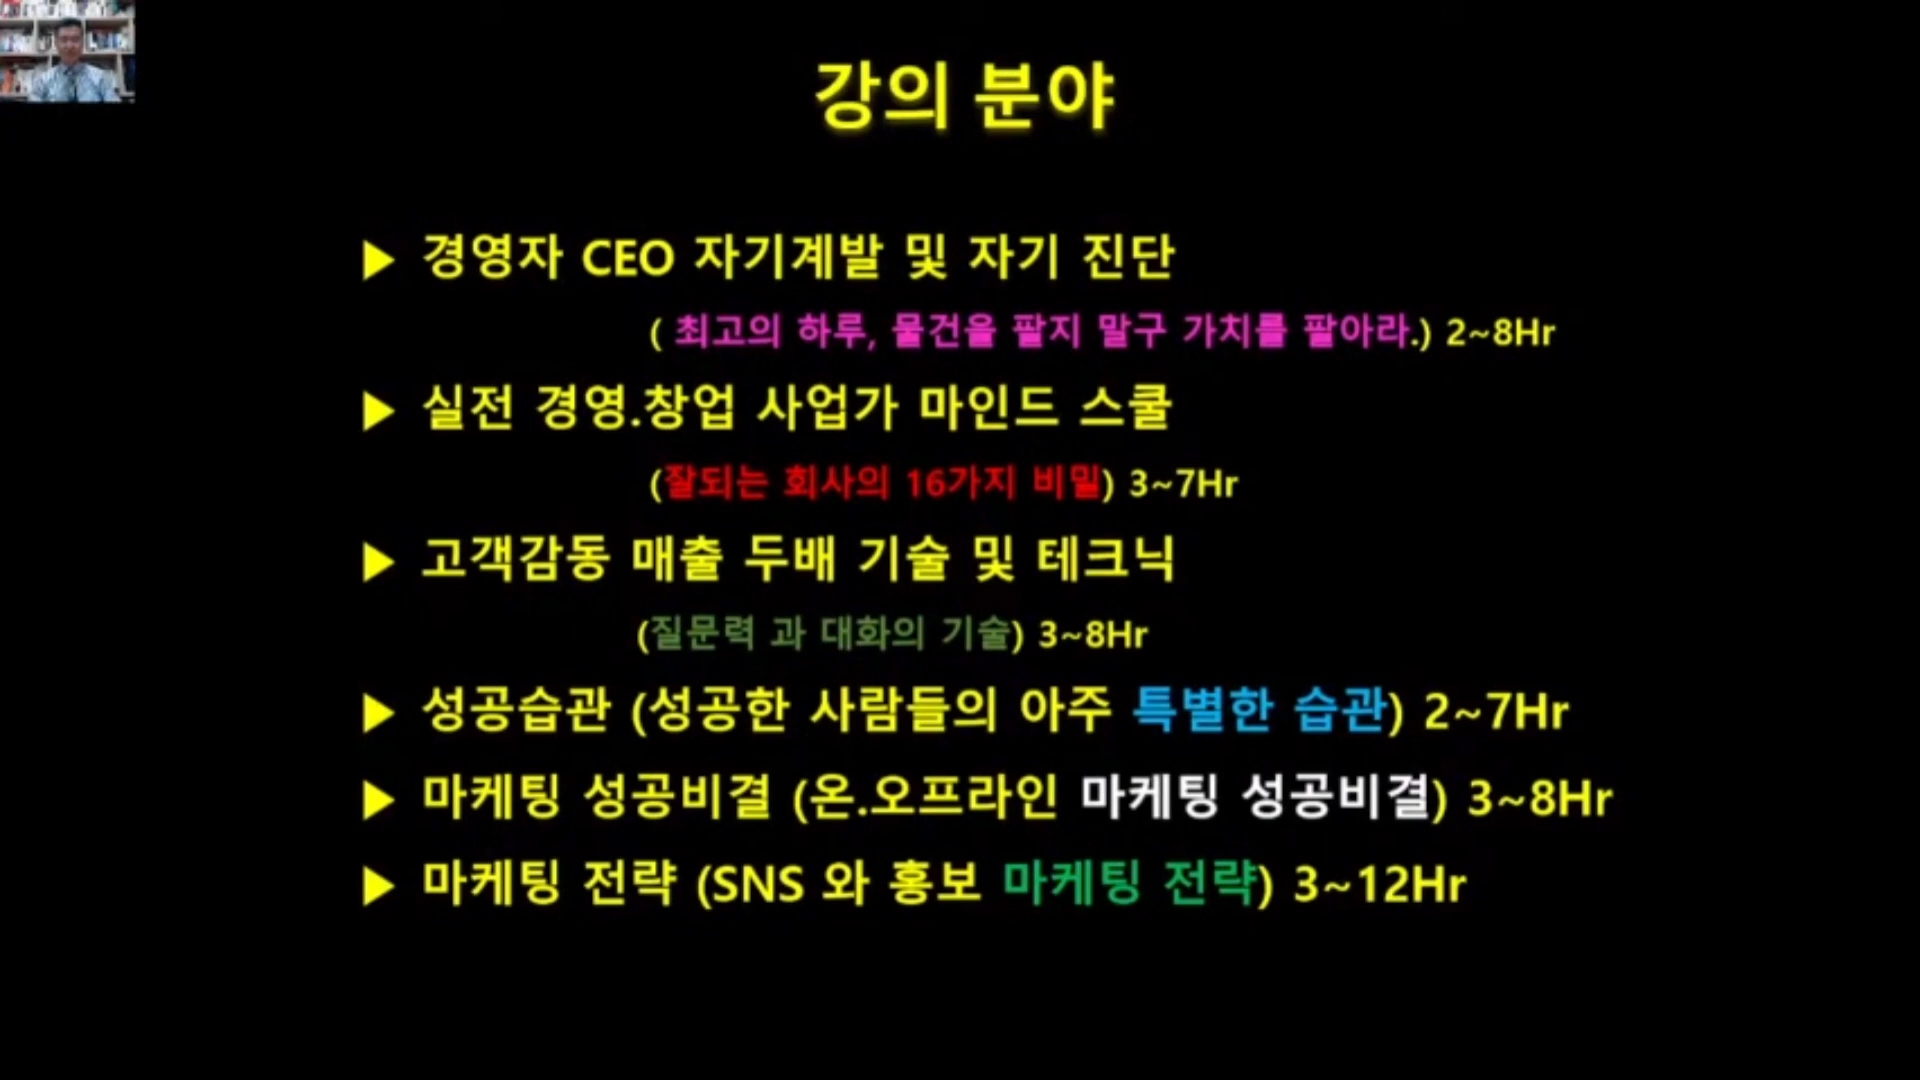 강의 분야
▶ 경영자 CEO 자기계발 및 자기 진단
( 최고의 하루, 물건을 팔지 말구 가치를 팔아라.) 2~8Hr
▶ 실전 경영.창업 사업가 마인드 스쿨
(잘되는 회사의 16가지 비밀) 3~7Hr
▶ 고객감동 매출 두배 기술 및 테크닉
(질문력 과 대화의 기술) 3~8Hr
▶ 성공습관 (성공한 사람들의 아주 특별한 습관) 2~7Hr
▶ 마케팅 성공비결 (온.오프라인 마케팅 성공비결) 3~8Hr
▶ 마케팅 전략 (SNS 와 홍보 마케팅 전략) 3~12Hr